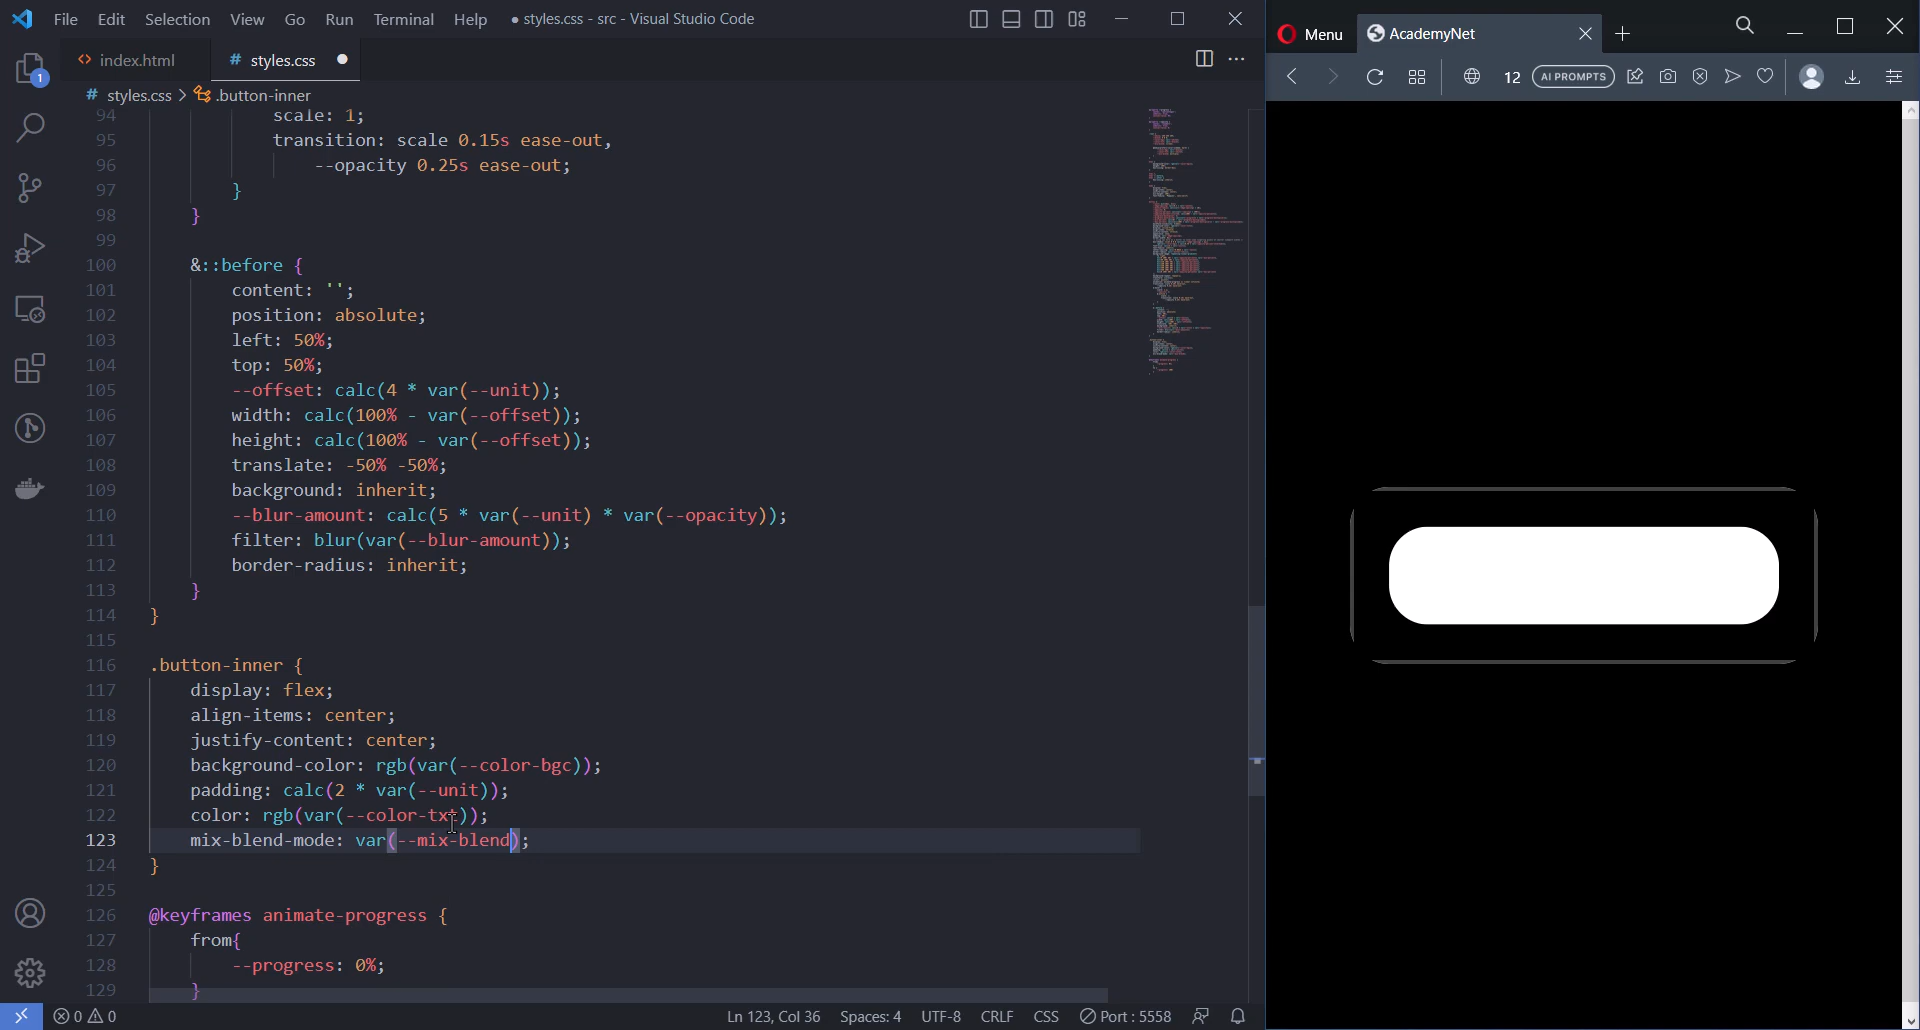 File Edit Selection View Go Run Terminal Help ● styles.css - src - Visual Studio Code
<> index.html # styles.css ●
# styles.css > .button-inner
94 scale: 1;
95 transition: scale 0.15s ease-out,
96 --opacity 0.25s ease-out;
97 }
98 }
99
100 &::before {
101 content: '';
102 position: absolute;
103 left: 50%;
104 top: 50%;
105 --offset: calc(4 * var(--unit));
106 width: calc(100% - var(--offset));
107 height: calc(100% - var(--offset));
108 translate: -50% -50%;
109 background: inherit;
110 --blur-amount: calc(5 * var(--unit) * var(--opacity));
111 filter: blur(var(--blur-amount));
112 border-radius: inherit;
113 }
114 }
115
116 .button-inner {
117 display: flex;
118 align-items: center;
119 justify-content: center;
120 background-color: rgb(var(--color-bgc));
121 padding: calc(2 * var(--unit));
122 color: rgb(var(--color-txt));
123 mix-blend-mode: var(--mix-blend);
124 }
125
126 @keyframes animate-progress {
127 from{
128 --progress: 0%;
129 }
1
0 0 Ln 123, Col 36 Spaces: 4 UTF-8 CRLF CSS Port : 5558
Menu AcademyNet
12 AI PROMPTS